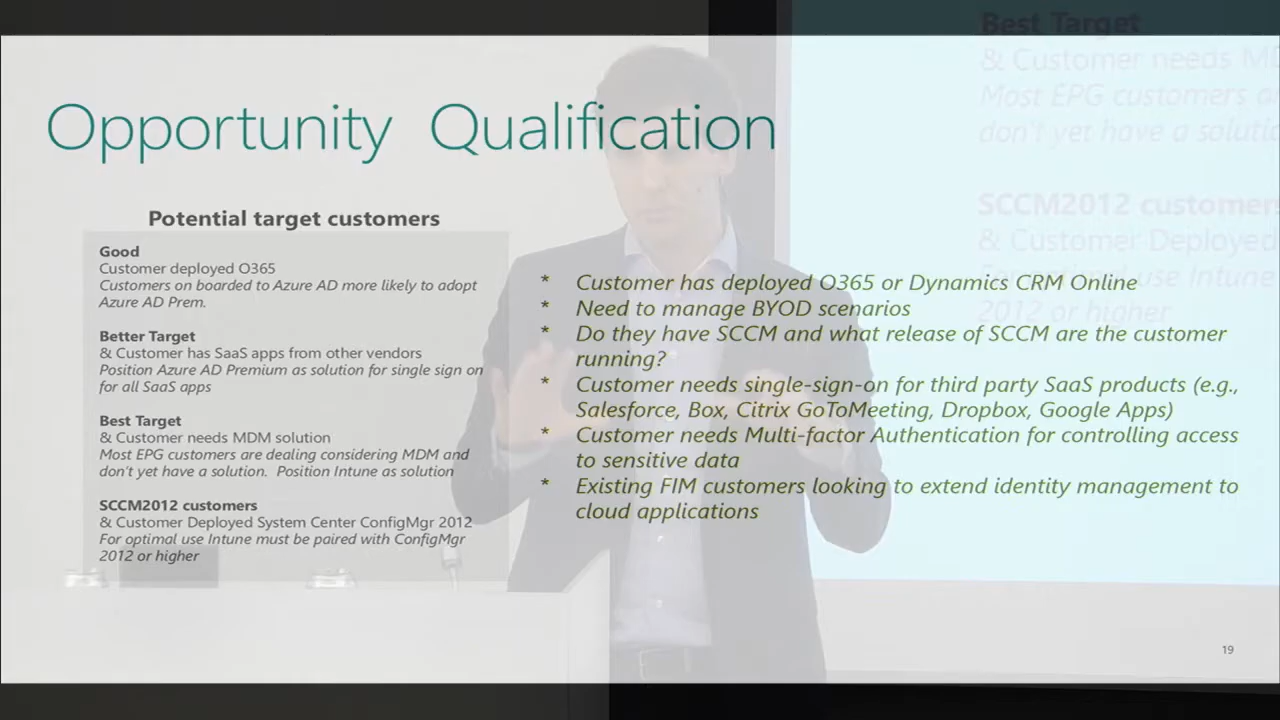 Opportunity Qualification
Potential target customers
Good
Customer deployed O365
Customers on boarded to Azure AD more likely to adopt
Azure AD Prem.
Better Target
& Customer has SaaS apps from other vendors
Position Azure AD Premium as solution for single sign on
for all SaaS apps
Best Target
& Customer needs MDM solution
Most EPG customers are dealing considering MDM and
don't yet have a solution. Position Intune as solution
SCCM2012 customers
& Customer Deployed System Center ConfigMgr 2012
For optimal use Intune must be paired with ConfigMgr
2012 or higher
* Customer has deployed O365 or Dynamics CRM Online
* Need to manage BYOD scenarios
* Do they have SCCM and what release of SCCM are the customer
running?
* Customer needs single-sign-on for third party SaaS products (e.g.,
Salesforce, Box, Citrix GoToMeeting, Dropbox, Google Apps)
* Customer needs Multi-factor Authentication for controlling access
to sensitive data
* Existing FIM customers looking to extend identity management to
cloud applications
Best Target
& Customer needs
Most EPG customers
don't yet have a
SCCM2012 customers
& Customer Deployed
For optimal use Intune
2012 or higher
19